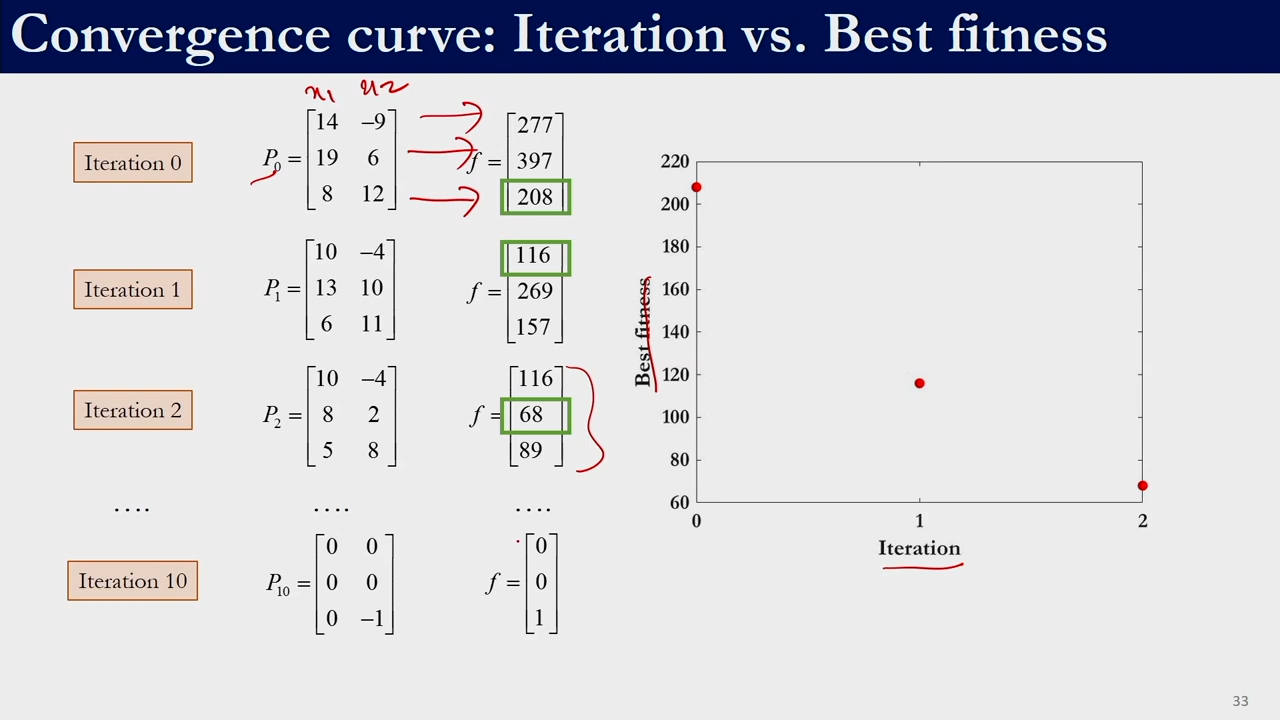 Convergence curve: Iteration vs. Best fitness
x1 x2
Iteration 0
P0 = [14 −9
19 6
8 12]
f = [277
397
208]
Iteration 1
P1 = [10 −4
13 10
6 11]
f = [116
269
157]
Iteration 2
P2 = [10 −4
8 2
5 8]
f = [116
68
89]
.... .... ....
Iteration 10
P10 = [0 0
0 0
0 −1]
f = [0
0
1]
Best fitness
220
200
180
160
140
120
100
80
60
0 1 2
Iteration
33